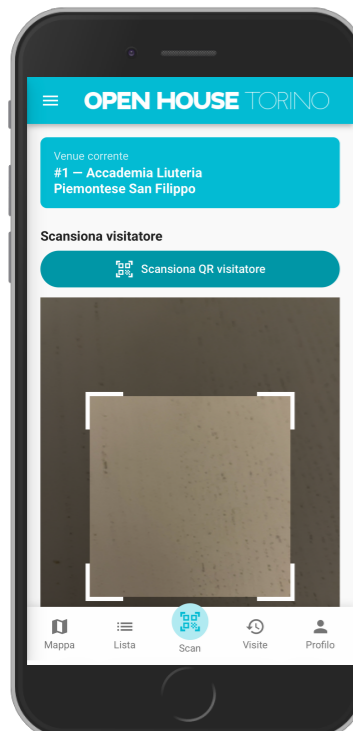 OPEN HOUSE TORINO
Venue corrente
#1 — Accademia Liuteria
Piemontese San Filippo
Scansiona visitatore
Scansiona QR visitatore
Mappa
Lista
Scan
Visite
Profilo